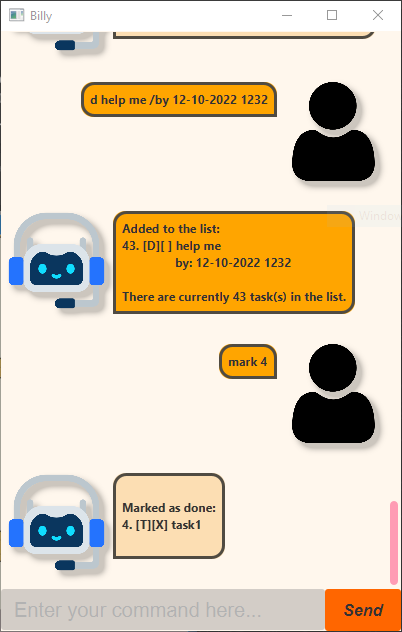 Billy
d help me /by 12-10-2022 1232
Window
Added to the list:
43. [D][ ] help me
by: 12-10-2022 1232
There are currently 43 task(s) in the list.
mark 4
Marked as done:
4. [T][X] task1
Enter your command here...
Send